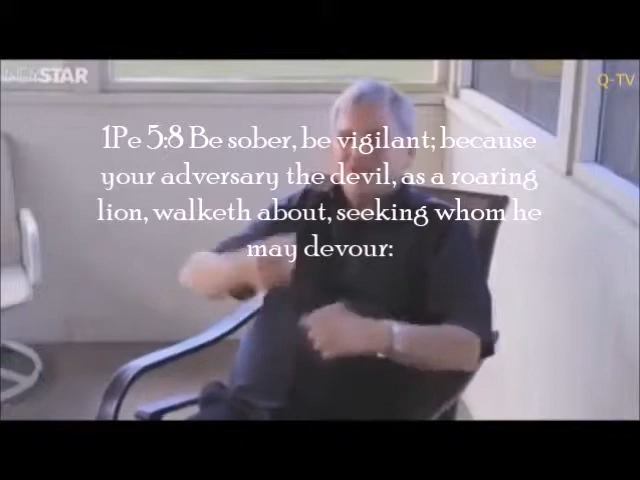 STAR
Q-TV
1Pe 5:8 Be sober, be vigilant; because
your adversary the devil, as a roaring
lion, walketh about, seeking whom he
may devour: